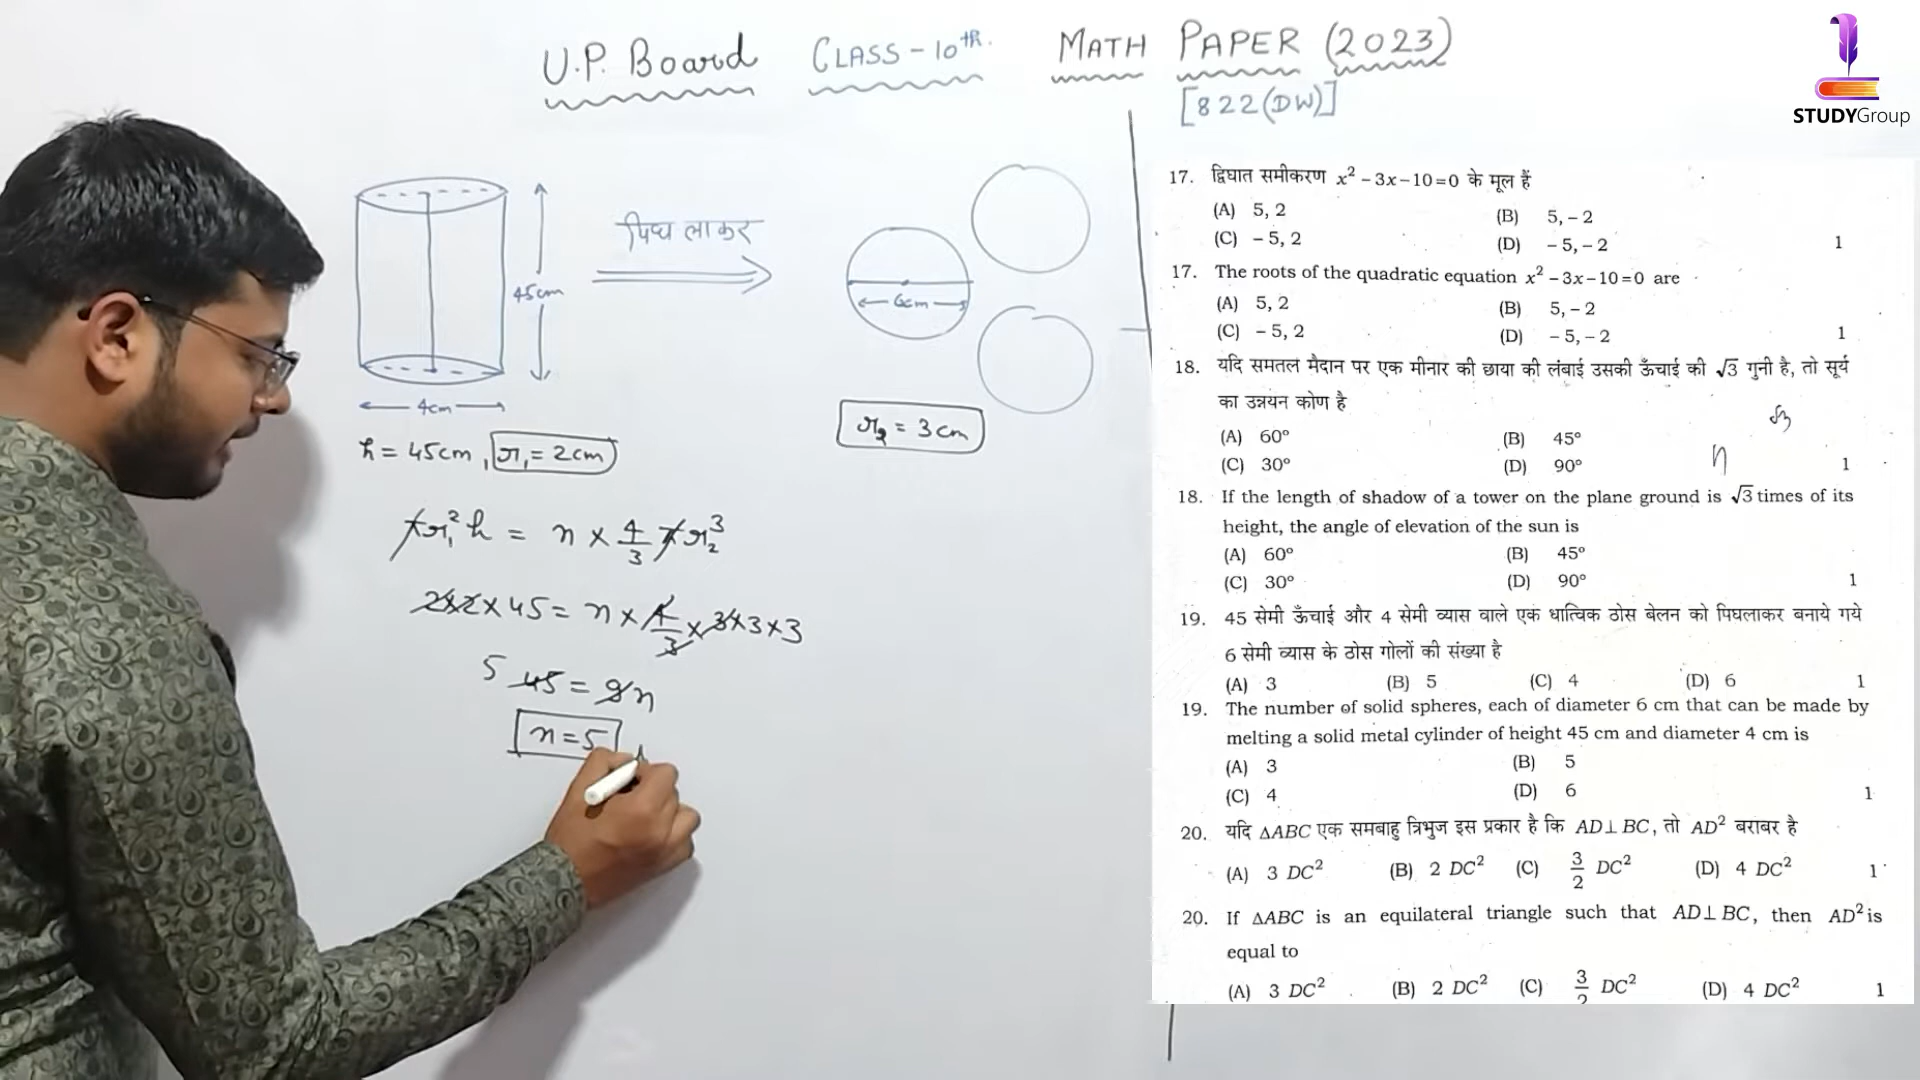 U.P. Board CLASS-10th. MATH PAPER (2023)
[822(DW)]
STUDYGroup
पिघलाकर
45cm
6cm
4cm
h = 45cm, r₁ = 2cm
r₂ = 3cm
πr₁²h = n × 4/3 πr₂³
2×2×45 = n × 4/3 × 3×3×3
5 45 = 9n
n=5
17. द्विघात समीकरण x² – 3x – 10 = 0 के मूल हैं
(A) 5, 2 (B) 5, – 2
(C) – 5, 2 (D) – 5, – 2 1
17. The roots of the quadratic equation x² – 3x – 10 = 0 are
(A) 5, 2 (B) 5, – 2
(C) – 5, 2 (D) – 5, – 2 1
18. यदि समतल मैदान पर एक मीनार की छाया की लंबाई उसकी ऊँचाई की √3 गुनी है, तो सूर्य
का उन्नयन कोण है
√3
(A) 60° (B) 45°
(C) 30° (D) 90° 1
18. If the length of shadow of a tower on the plane ground is √3 times of its
height, the angle of elevation of the sun is
(A) 60° (B) 45°
(C) 30° (D) 90° 1
19. 45 सेमी ऊँचाई और 4 सेमी व्यास वाले एक धात्विक ठोस बेलन को पिघलाकर बनाये गये
6 सेमी व्यास के ठोस गोलों की संख्या है
(A) 3 (B) 5 (C) 4 (D) 6 1
19. The number of solid spheres, each of diameter 6 cm that can be made by
melting a solid metal cylinder of height 45 cm and diameter 4 cm is
(A) 3 (B) 5
(C) 4 (D) 6 1
20. यदि ΔABC एक समबाहु त्रिभुज इस प्रकार है कि AD⊥BC, तो AD² बराबर है
(A) 3 DC² (B) 2 DC² (C) 3/2 DC² (D) 4 DC² 1
20. If ΔABC is an equilateral triangle such that AD⊥BC, then AD² is
equal to
(A) 3 DC² (B) 2 DC² (C) 3/2 DC² (D) 4 DC² 1